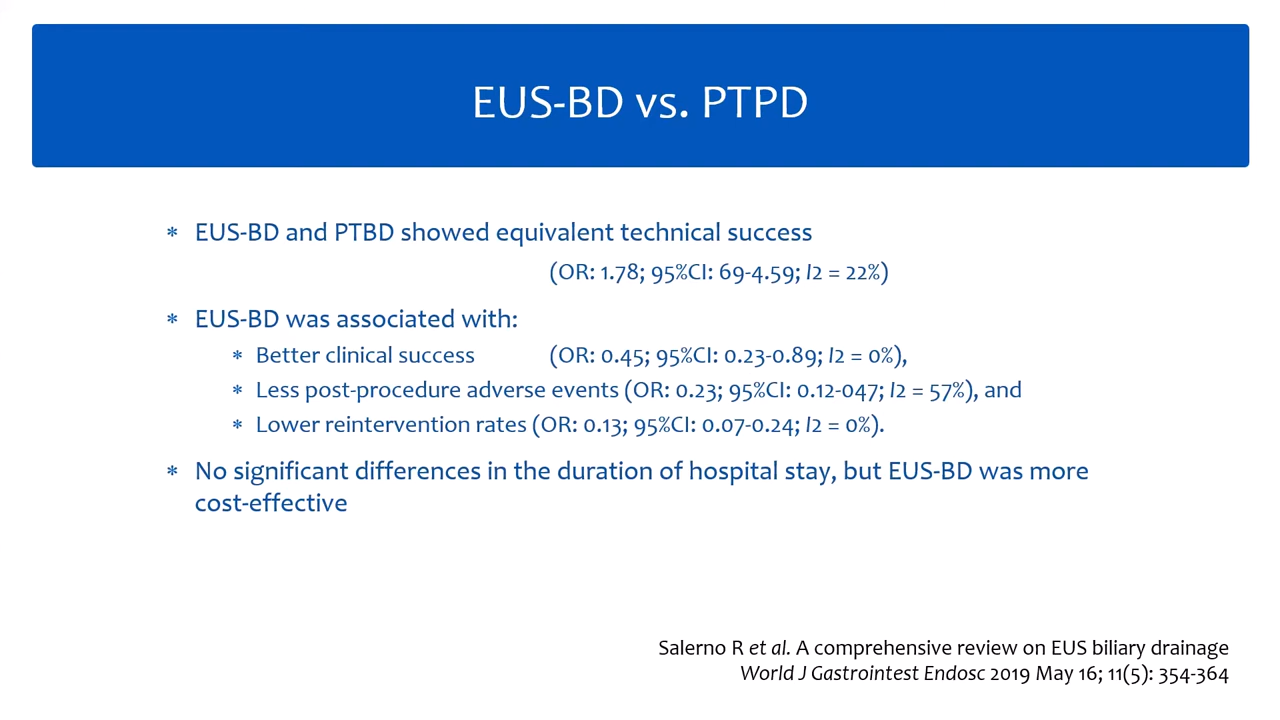 EUS-BD vs. PTPD
* EUS-BD and PTBD showed equivalent technical success
(OR: 1.78; 95%CI: 69-4.59; I2 = 22%)
* EUS-BD was associated with:
* Better clinical success (OR: 0.45; 95%CI: 0.23-0.89; I2 = 0%),
* Less post-procedure adverse events (OR: 0.23; 95%CI: 0.12-047; I2 = 57%), and
* Lower reintervention rates (OR: 0.13; 95%CI: 0.07-0.24; I2 = 0%).
* No significant differences in the duration of hospital stay, but EUS-BD was more
cost-effective
Salerno R et al. A comprehensive review on EUS biliary drainage
World J Gastrointest Endosc 2019 May 16; 11(5): 354-364